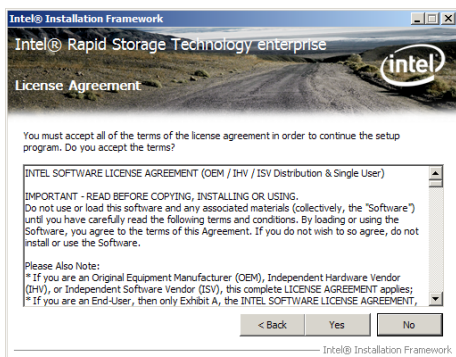 Intel® Installation Framework
Intel® Rapid Storage Technology enterprise
intel
License Agreement
You must accept all of the terms of the license agreement in order to continue the setup
program. Do you accept the terms?
INTEL SOFTWARE LICENSE AGREEMENT (OEM / IHV / ISV Distribution & Single User)
IMPORTANT - READ BEFORE COPYING, INSTALLING OR USING.
Do not use or load this software and any associated materials (collectively, the "Software")
until you have carefully read the following terms and conditions. By loading or using the
Software, you agree to the terms of this Agreement. If you do not wish to so agree, do not
install or use the Software.
Please Also Note:
* If you are an Original Equipment Manufacturer (OEM), Independent Hardware Vendor
(IHV), or Independent Software Vendor (ISV), this complete LICENSE AGREEMENT applies;
* If you are an End-User, then only Exhibit A, the INTEL SOFTWARE LICENSE AGREEMENT,
< Back Yes No
Intel® Installation Framework